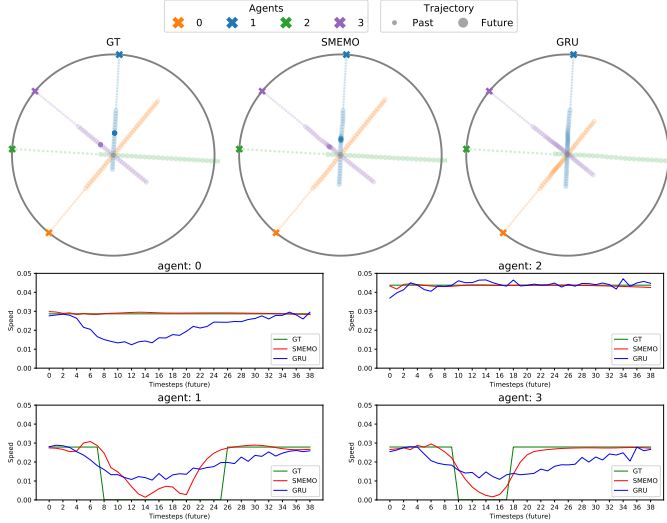 Agents
0 1 2 3
Trajectory
Past Future
GT
SMEMO
GRU
agent: 0
0.05
0.04
0.03
0.02
0.01
0.00
Speed
0 2 4 6 8 10 12 14 16 18 20 22 24 26 28 30 32 34 36 38
Timesteps (future)
GT
SMEMO
GRU
agent: 2
0.05
0.04
0.03
0.02
0.01
0.00
Speed
0 2 4 6 8 10 12 14 16 18 20 22 24 26 28 30 32 34 36 38
Timesteps (future)
GT
SMEMO
GRU
agent: 1
0.05
0.04
0.03
0.02
0.01
0.00
Speed
0 2 4 6 8 10 12 14 16 18 20 22 24 26 28 30 32 34 36 38
Timesteps (future)
GT
SMEMO
GRU
agent: 3
0.05
0.04
0.03
0.02
0.01
0.00
Speed
0 2 4 6 8 10 12 14 16 18 20 22 24 26 28 30 32 34 36 38
Timesteps (future)
GT
SMEMO
GRU